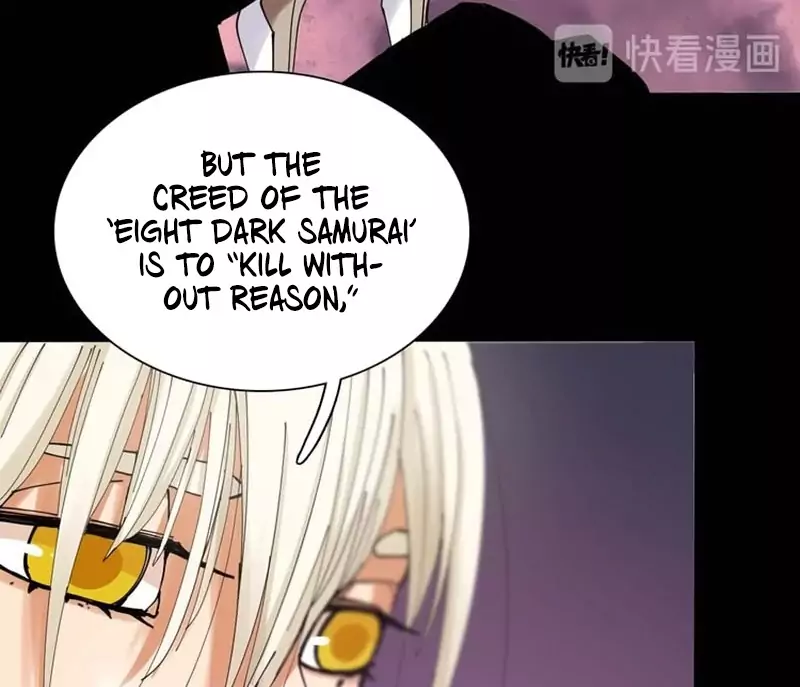 快看! 快看漫画
BUT THE
CREED OF THE
'EIGHT DARK SAMURAI'
IS TO "KILL WITH-
OUT REASON,"